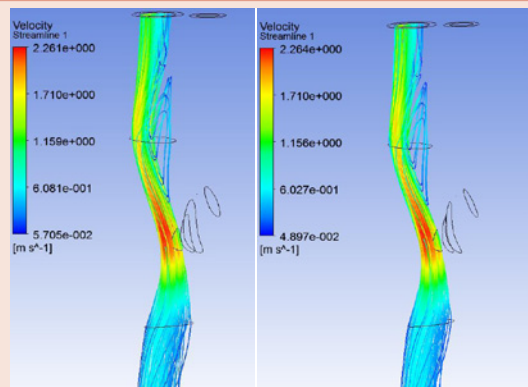 Velocity
Streamline 1
2.261e+000
1.710e+000
1.159e+000
6.081e-001
5.705e-002
[m s^-1]
Velocity
Streamline 1
2.264e+000
1.710e+000
1.156e+000
6.027e-001
4.897e-002
[m s^-1]